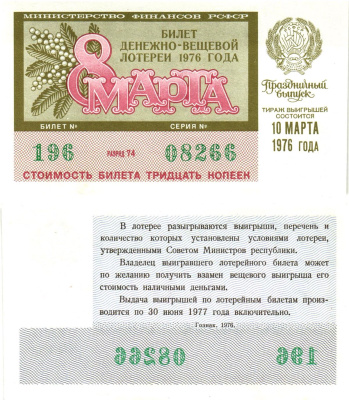 МИНИСТЕРСТВО ФИНАНСОВ РСФСР
БИЛЕТ
ДЕНЕЖНО-ВЕЩЕВОЙ
ЛОТЕРЕИ 1976 ГОДА
8 МАРТА
БИЛЕТ № СЕРИЯ №
196 РАЗРЯД 74 08266
СТОИМОСТЬ БИЛЕТА ТРИДЦАТЬ КОПЕЕК
Праздничный
выпуск
ТИРАЖ ВЫИГРЫШЕЙ
СОСТОИТСЯ
10 МАРТА
1976 ГОДА
В лотерее разыгрываются выигрыши, перечень и
количество которых установлены условиями лотереи,
утвержденными Советом Министров республики.
Владелец выигравшего лотерейного билета может
по желанию получить взамен вещевого выигрыша его
стоимость наличными деньгами.
Выдача выигрышей по лотерейным билетам произ-
водится по 30 июня 1977 года включительно.
Гознак. 1976.
08266 196